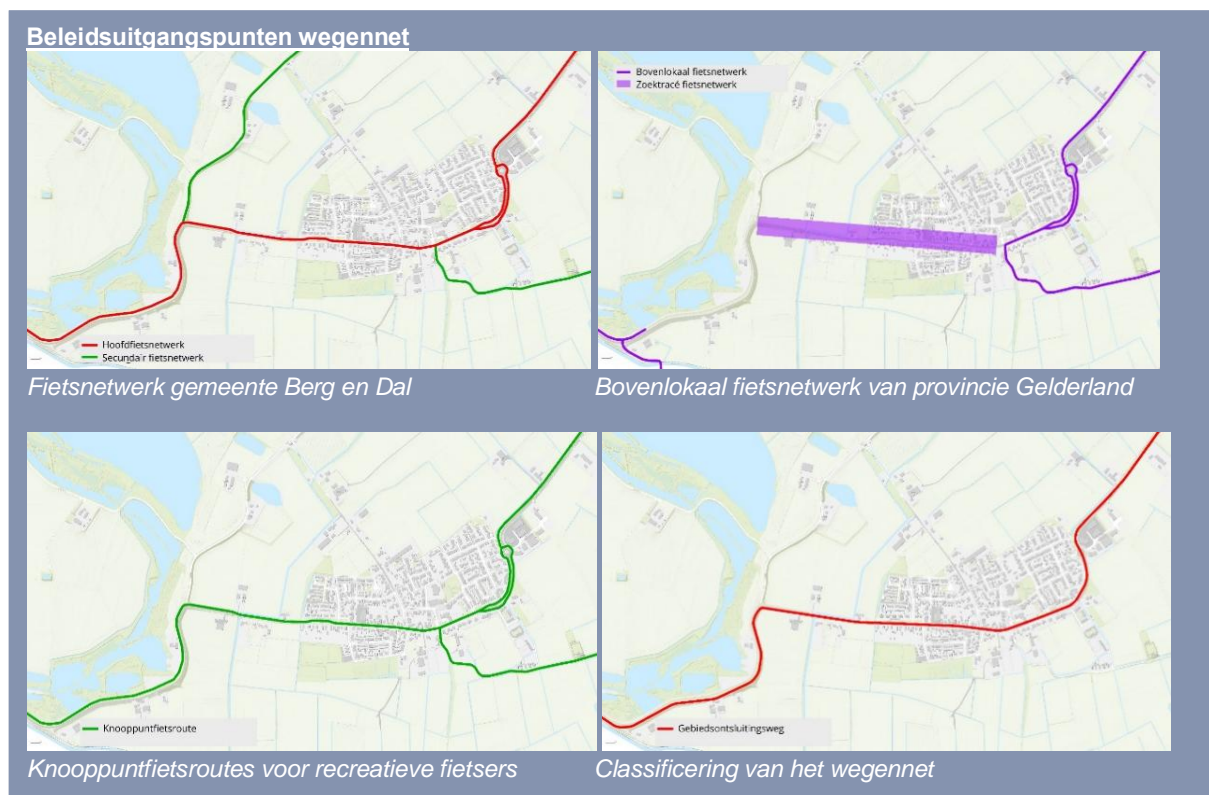 Beleidsuitgangspunten wegennet
Hoofdfietsnetwerk
Secundair fietsnetwerk
Bovenlokaal fietsnetwerk
Zoektracé fietsnetwerk
Fietsnetwerk gemeente Berg en Dal
Bovenlokaal fietsnetwerk van provincie Gelderland
Knooppuntfietsroute
Gebiedsontsluitingsweg
Knooppuntfietsroutes voor recreatieve fietsers
Classificering van het wegennet